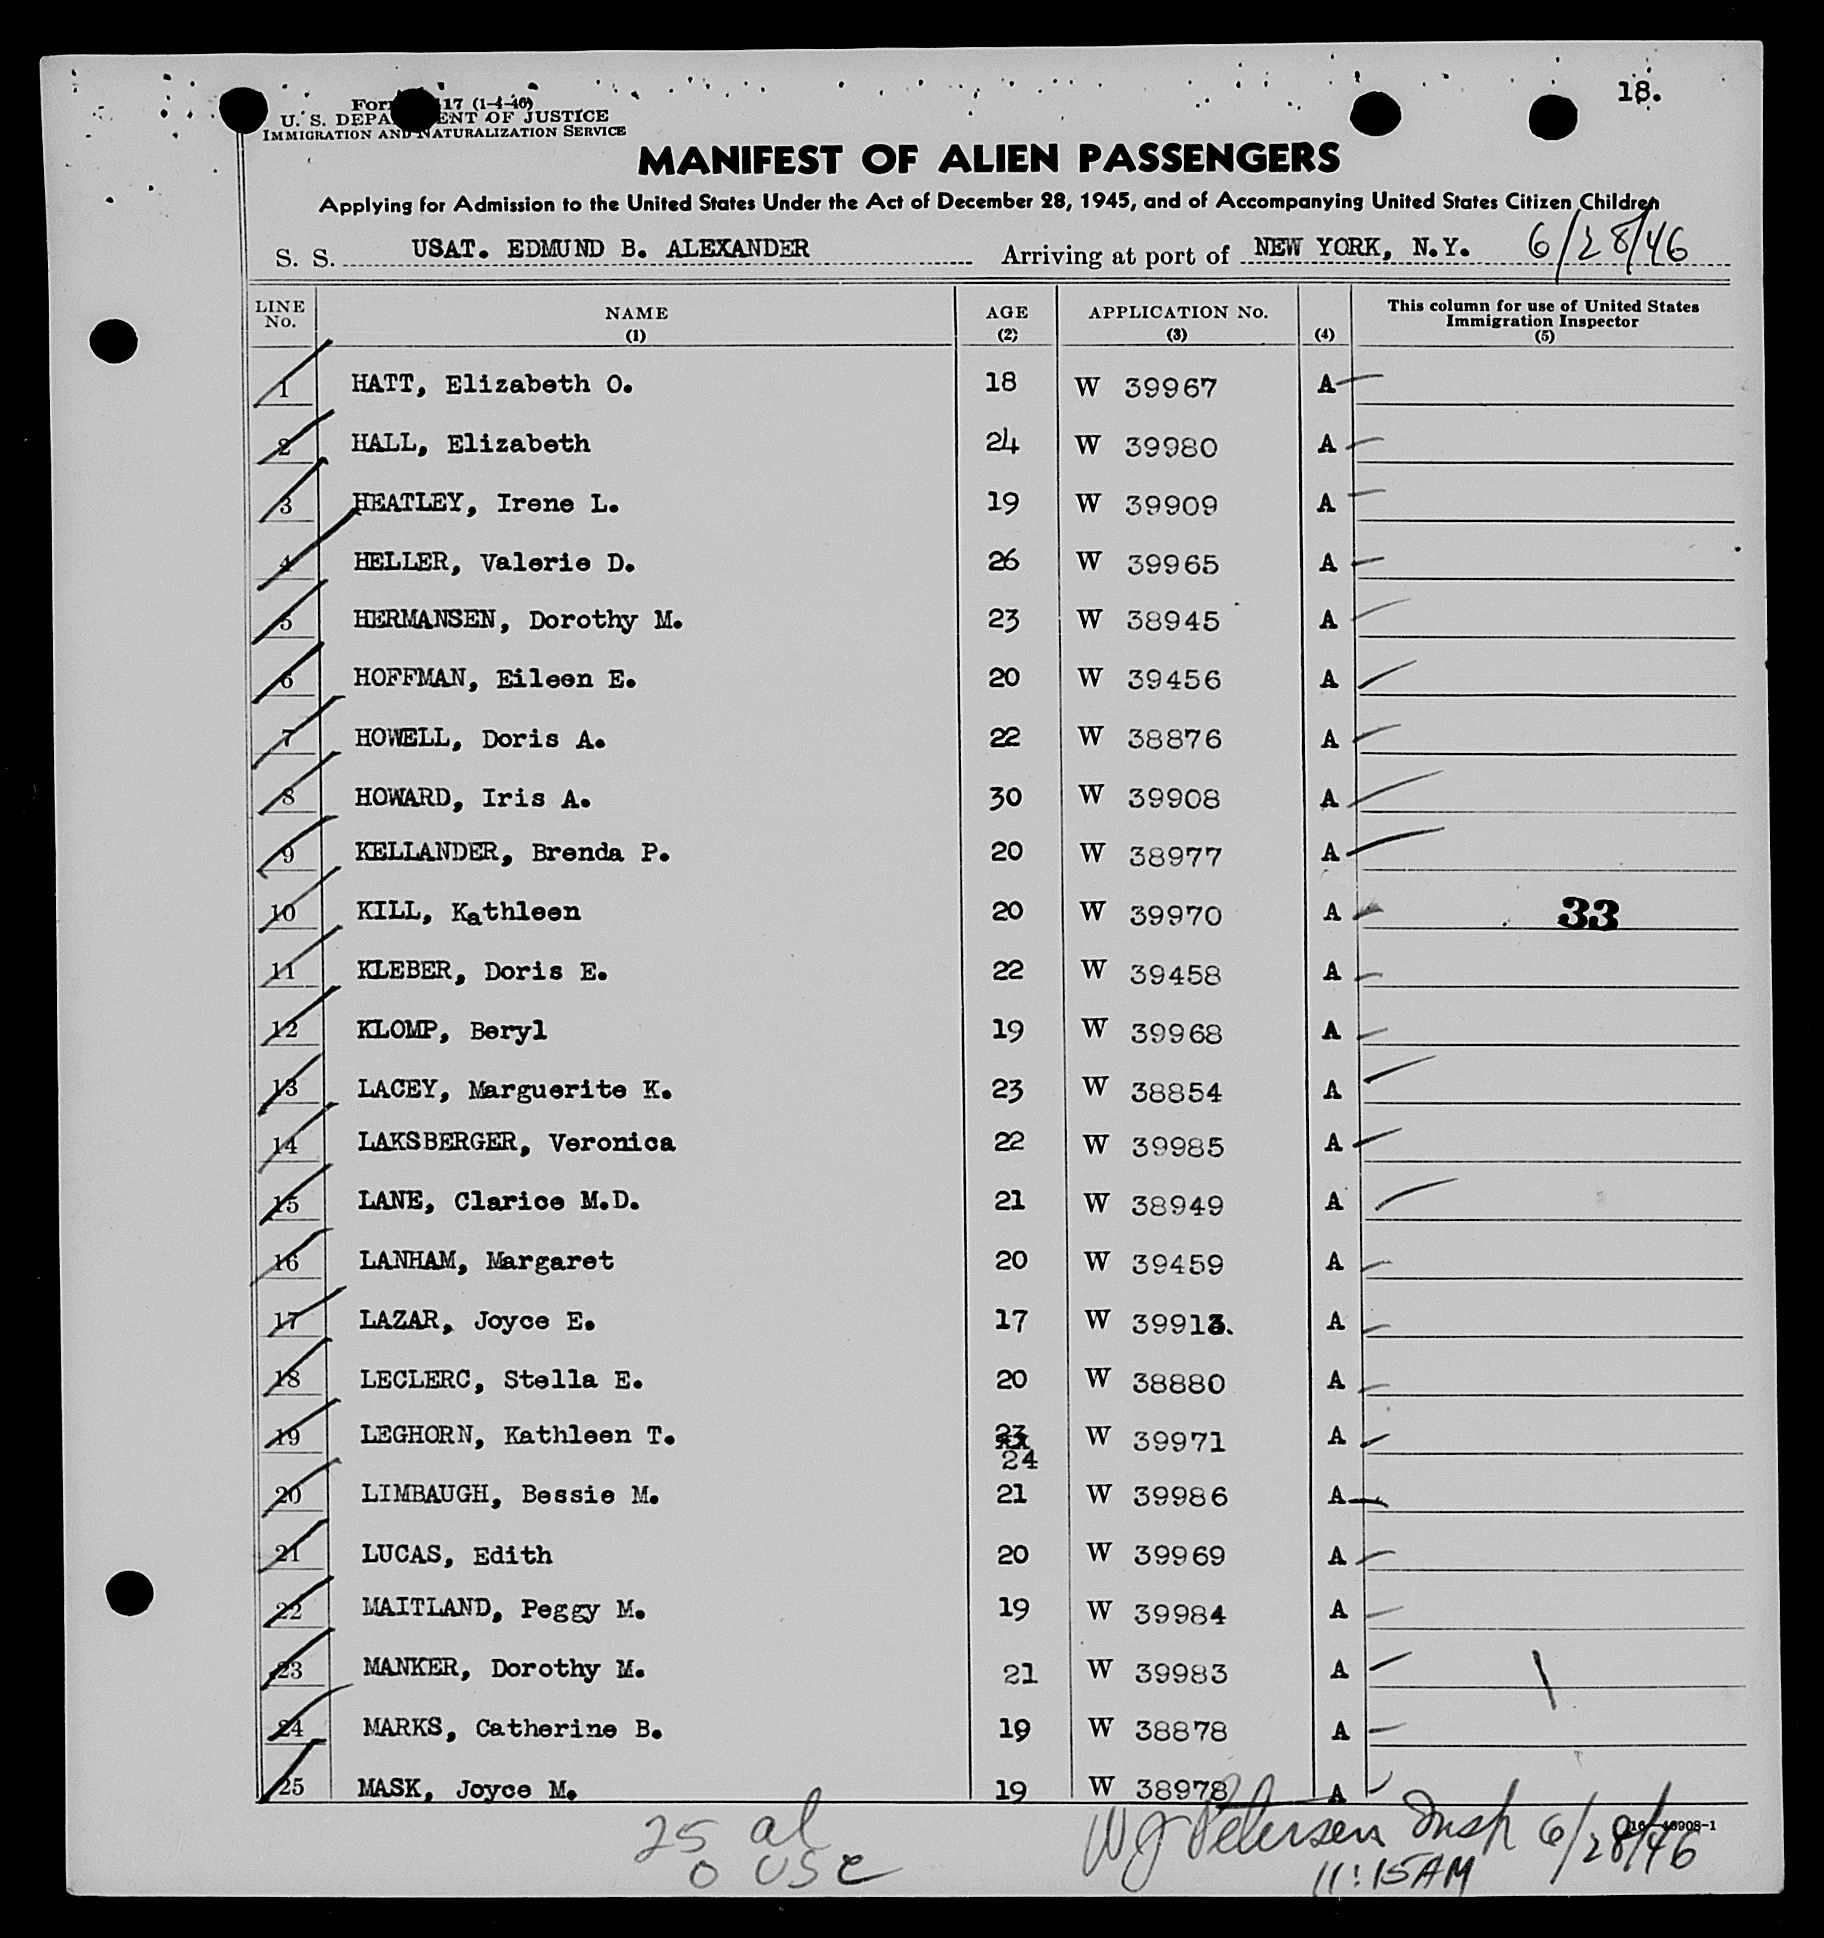 18.
U. S. DEPARTMENT OF JUSTICE
IMMIGRATION AND NATURALIZATION SERVICE
MANIFEST OF ALIEN PASSENGERS
Applying for Admission to the United States Under the Act of December 28, 1945, and of Accompanying United States Citizen Children
S. S. USAT. EDMUND B. ALEXANDER Arriving at port of NEW YORK, N.Y. 6/28/46
LINE No. NAME (1) AGE (2) APPLICATION No. (3) (4) This column for use of United States Immigration Inspector (5)
1 HATT, Elizabeth O. 18 W 39967 A
2 HALL, Elizabeth 24 W 39980 A
3 HEATLEY, Irene L. 19 W 39909 A
4 HELLER, Valerie D. 26 W 39965 A
5 HERMANSEN, Dorothy M. 23 W 38945 A
6 HOFFMAN, Eileen E. 20 W 39456 A
7 HOWELL, Doris A. 22 W 38876 A
8 HOWARD, Iris A. 30 W 39908 A
9 KELLANDER, Brenda P. 20 W 38977 A
10 KILL, Kathleen 20 W 39970 A 33
11 KLEBER, Doris E. 22 W 39458 A
12 KLOMP, Beryl 19 W 39968 A
13 LACEY, Marguerite K. 23 W 38854 A
14 LAKSBERGER, Veronica 22 W 39985 A
15 LANE, Clarice M.D. 21 W 38949 A
16 LANHAM, Margaret 20 W 39459 A
17 LAZAR, Joyce E. 17 W 39913. A
18 LECLERC, Stella E. 20 W 38880 A
19 LEGHORN, Kathleen T. 23 24 W 39971 A
20 LIMBAUGH, Bessie M. 21 W 39986 A
21 LUCAS, Edith 20 W 39969 A
22 MAITLAND, Peggy M. 19 W 39984 A
23 MANKER, Dorothy M. 21 W 39983 A
24 MARKS, Catherine B. 19 W 38878 A
25 MASK, Joyce M. 19 W 38978 A
25 al
0 USC
W J Petersen Insp 6/28/46
11:15 AM